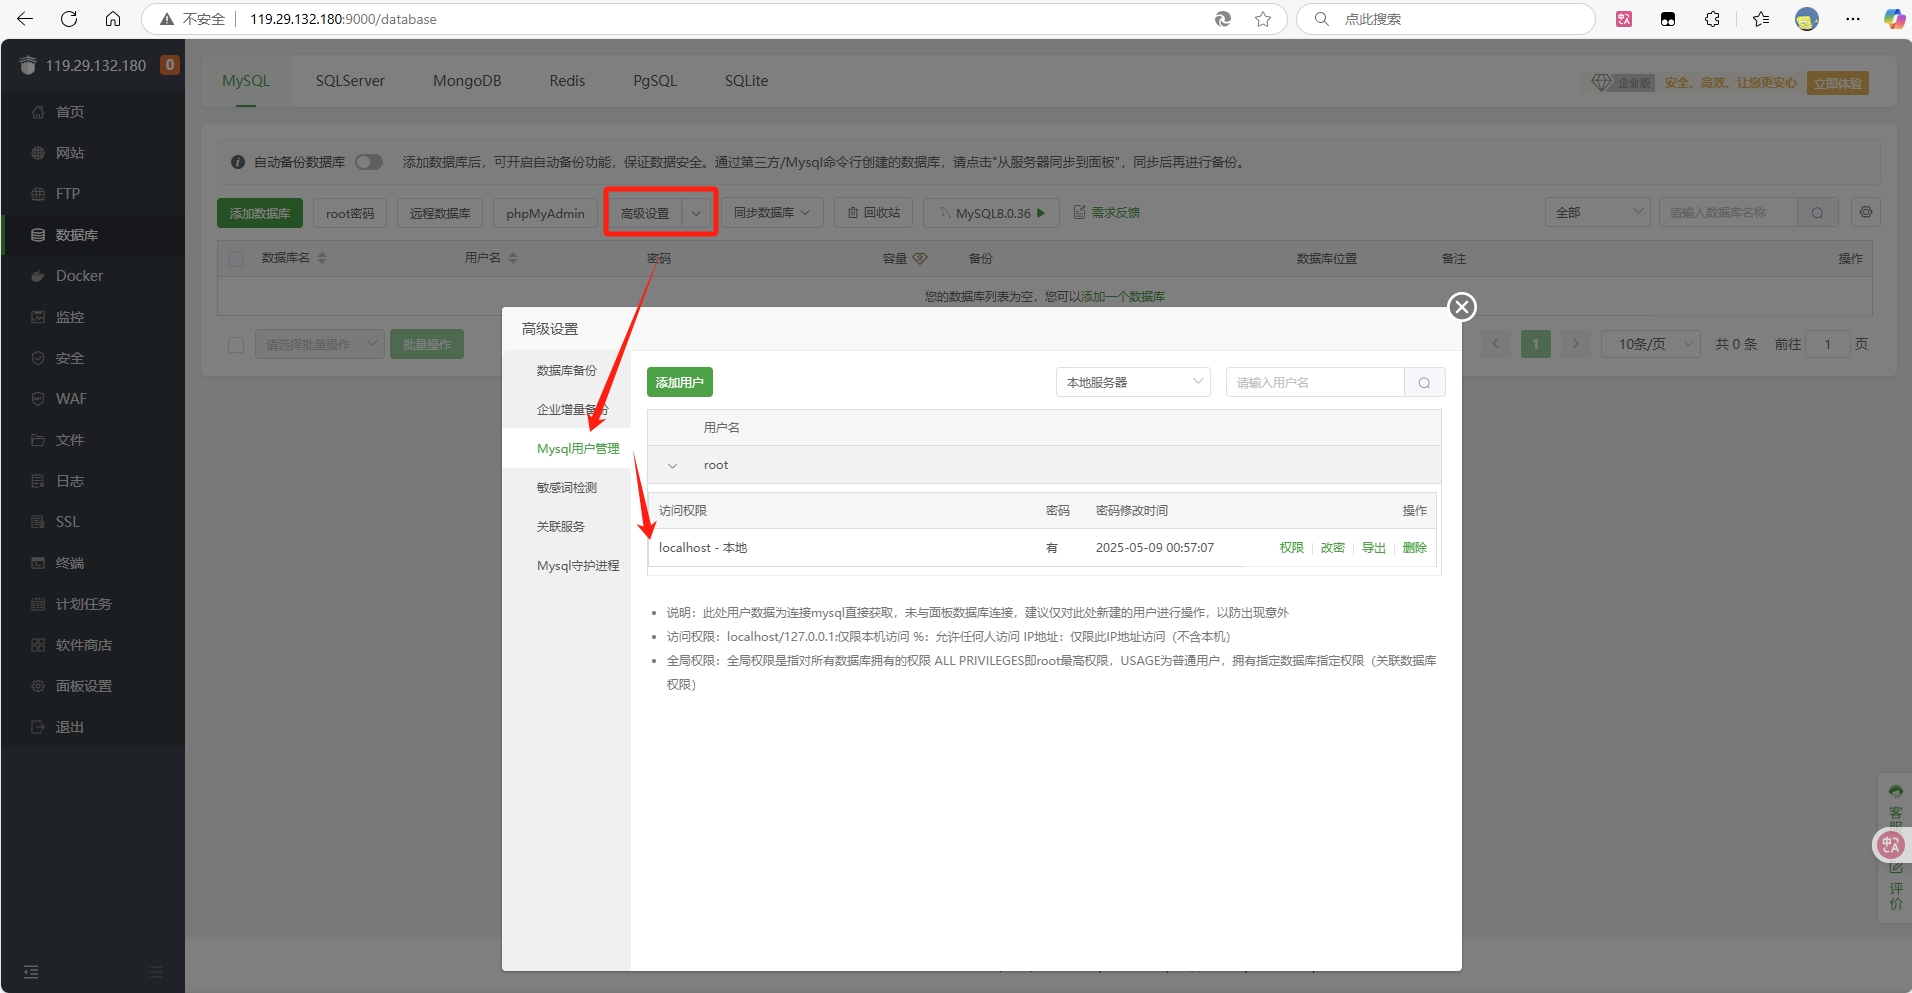 不安全 119.29.132.180:9000/database
点此搜索
119.29.132.180 0
首页
网站
FTP
数据库
Docker
监控
安全
WAF
文件
日志
SSL
终端
计划任务
软件商店
面板设置
退出
MySQL SQLServer MongoDB Redis PgSQL SQLite
企业版 安全、高效、让您更安心 立即体验
自动备份数据库 添加数据库后，可开启自动备份功能，保证数据安全。通过第三方/Mysql命令行创建的数据库，请点击"从服务器同步到面板"，同步后再进行备份。
添加数据库 root密码 远程数据库 phpMyAdmin 高级设置 同步数据库 回收站 MySQL8.0.36 需求反馈 全部 请输入数据库名称
数据库名 用户名 密码 容量 备份 数据库位置 备注 操作
您的数据库列表为空，您可以添加一个数据库
请选择批量操作 批量操作 1 10条/页 共 0 条 前往 1 页
高级设置
数据库备份
企业增量备份
Mysql用户管理
敏感词检测
关联服务
Mysql守护进程
添加用户 本地服务器 请输入用户名
用户名
root
访问权限 密码 密码修改时间 操作
localhost - 本地 有 2025-05-09 00:57:07 权限 改密 导出 删除
说明：此处用户数据为连接mysql直接获取，未与面板数据库连接，建议仅对此处新建的用户进行操作，以防出现意外
访问权限：localhost/127.0.0.1:仅限本机访问 %：允许任何人访问 IP地址：仅限此IP地址访问（不含本机）
全局权限：全局权限是指对所有数据库拥有的权限 ALL PRIVILEGES即root最高权限，USAGE为普通用户，拥有指定数据库指定权限（关联数据库
权限）
客
评
价